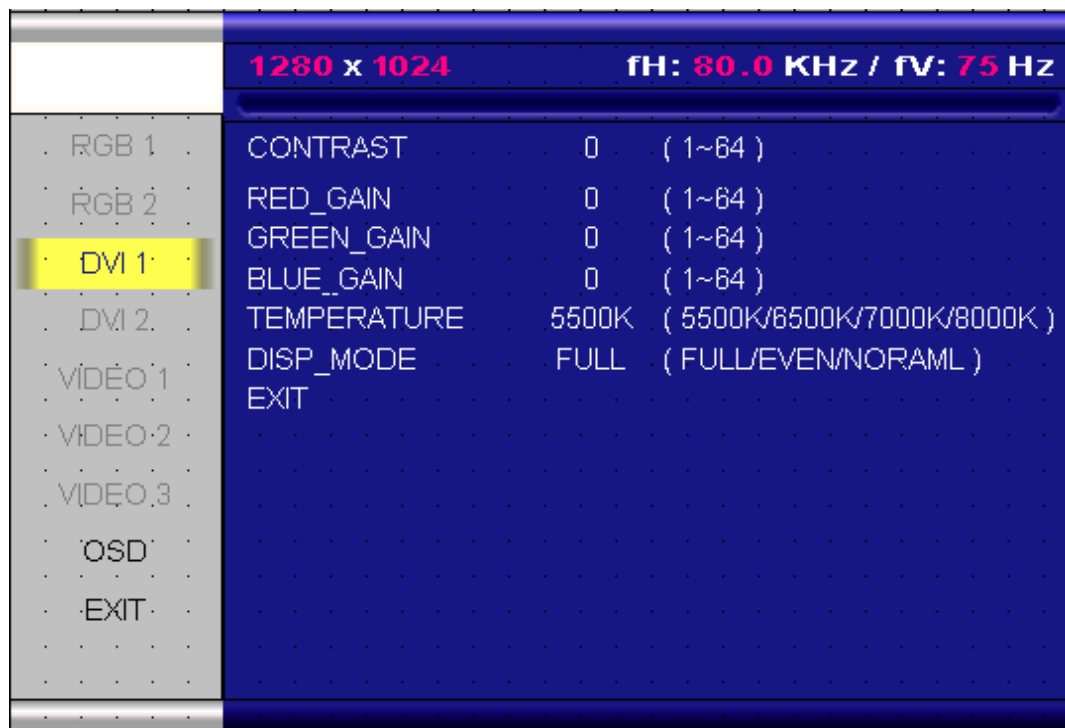 1280 x 1024 fH: 80.0 KHz / fV: 75 Hz
RGB 1
RGB 2
DVI 1
DVI 2
VIDEO 1
VIDEO 2
VIDEO 3
OSD
EXIT
CONTRAST 0 ( 1~64 )
RED_GAIN 0 ( 1~64 )
GREEN_GAIN 0 ( 1~64 )
BLUE_GAIN 0 ( 1~64 )
TEMPERATURE 5500K ( 5500K/6500K/7000K/8000K )
DISP_MODE FULL ( FULL/EVEN/NORAML )
EXIT